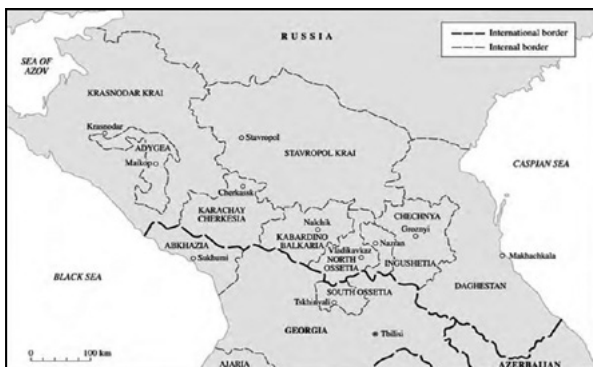 RUSSIA
International border
Internal border
SEA OF
AZOV
KRASNODAR KRAI
Krasnodar
ADYGEA
Maikop
Stavropol
STAVROPOL KRAI
CASPIAN SEA
Cherkessk
KARACHAY
CHERKESIA
Nalchik
KABARDINO
BALKARIA
CHECHNYA
Groznyi
Vladikavkaz
NORTH
OSSETIA
Nazran
INGUSHETIA
Makhachkala
ABKHAZIA
Sukhumi
BLACK SEA
DAGHESTAN
SOUTH OSSETIA
Tskhinvali
GEORGIA
Tbilisi
0
100 km
AJARIA
AZERBAIJAN